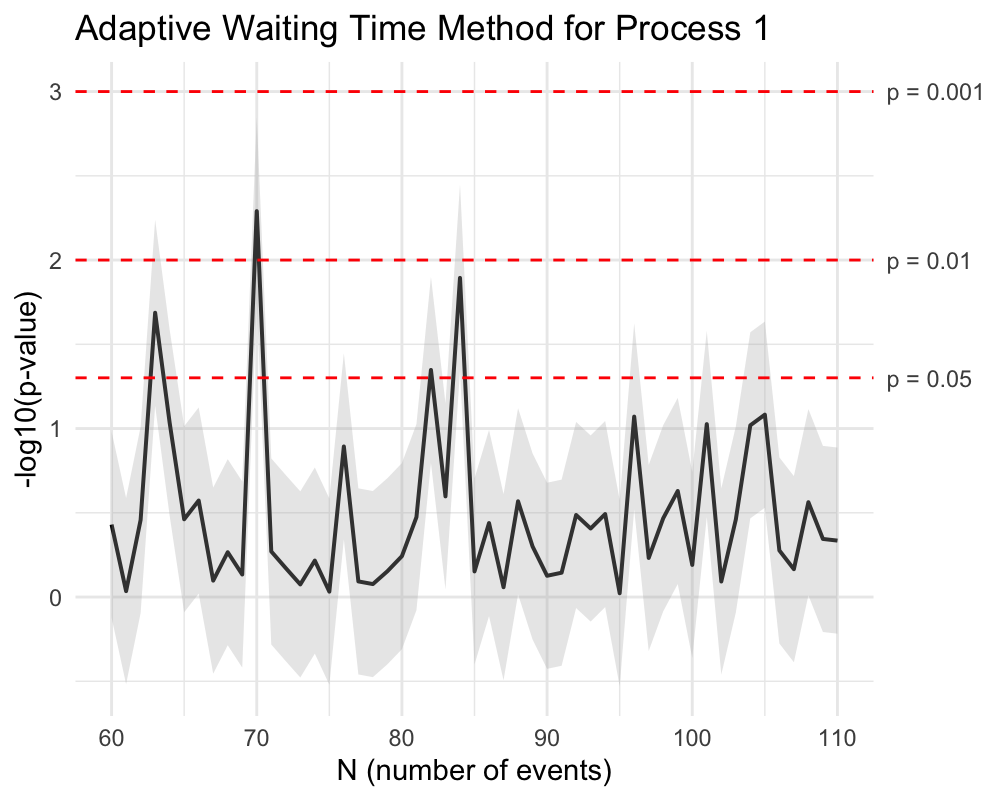 Adaptive Waiting Time Method for Process 1
3
p = 0.001
2
p = 0.01
p = 0.05
1
0
-log10(p-value)
60 70 80 90 100 110
N (number of events)